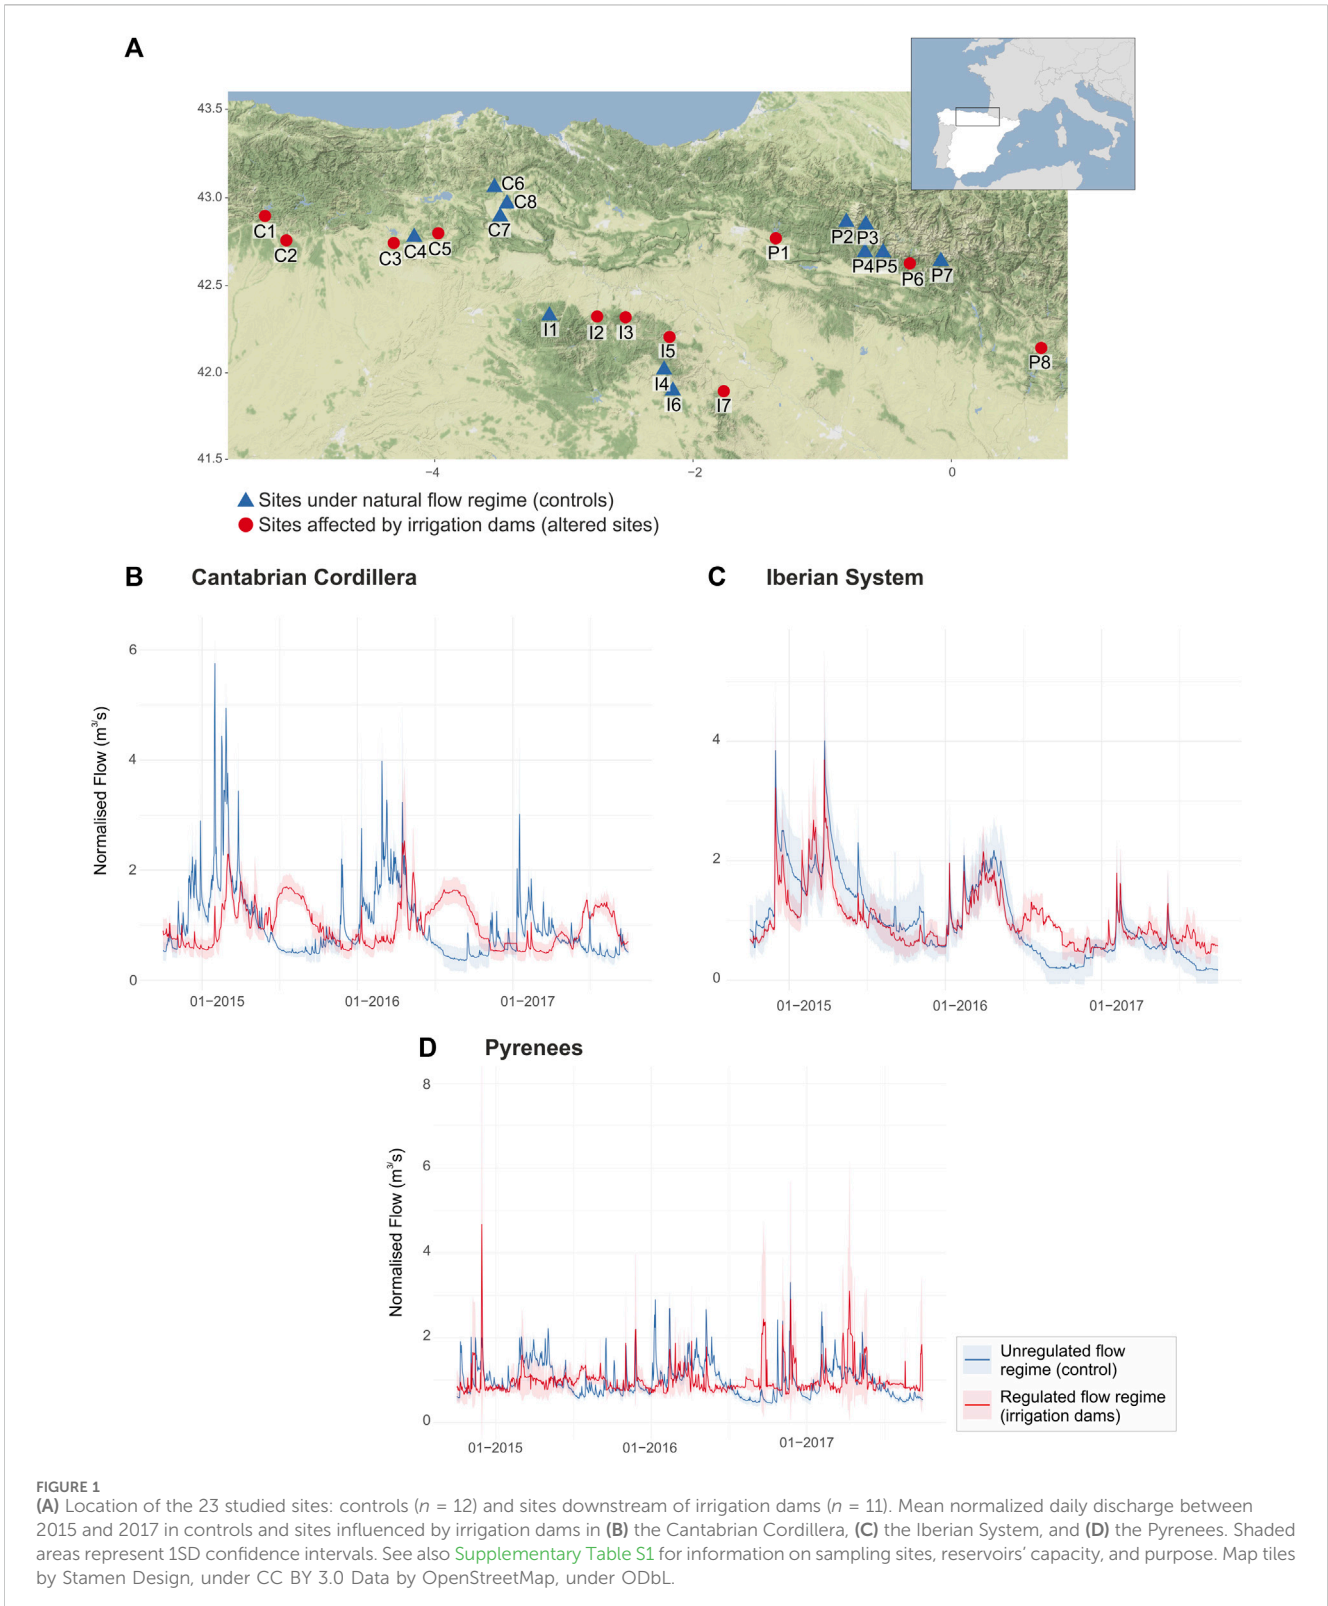 A
43.5
43.0
42.5
42.0
41.5
C6
C8
C7
C1
C2
C3
C4
C5
P1
P2
P3
P4
P5
P6
P7
P8
I1
I2
I3
I5
I4
I6
I7
−4
−2
0
Sites under natural flow regime (controls)
Sites affected by irrigation dams (altered sites)
B Cantabrian Cordillera
Normalised Flow (m³/s)
6
4
2
0
01−2015
01−2016
01−2017
C Iberian System
4
2
0
01−2015
01−2016
01−2017
D Pyrenees
Normalised Flow (m³/s)
8
6
4
2
0
01−2015
01−2016
01−2017
Unregulated flow
regime (control)
Regulated flow regime
(irrigation dams)
FIGURE 1
(A) Location of the 23 studied sites: controls (n = 12) and sites downstream of irrigation dams (n = 11). Mean normalized daily discharge between
2015 and 2017 in controls and sites influenced by irrigation dams in (B) the Cantabrian Cordillera, (C) the Iberian System, and (D) the Pyrenees. Shaded
areas represent 1SD confidence intervals. See also Supplementary Table S1 for information on sampling sites, reservoirs’ capacity, and purpose. Map tiles
by Stamen Design, under CC BY 3.0 Data by OpenStreetMap, under ODbL.